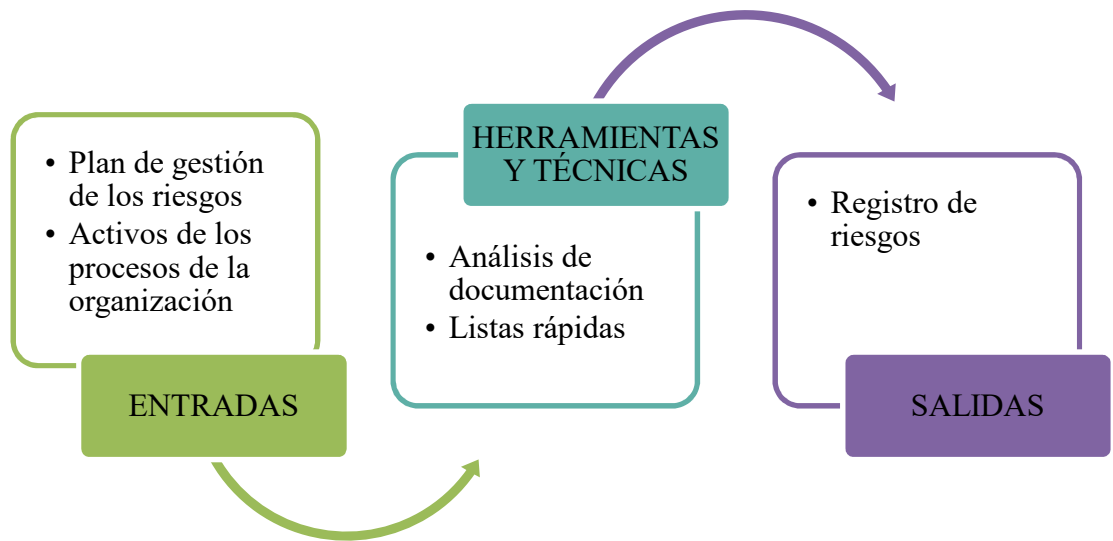 • Plan de gestión
de los riesgos
• Activos de los
procesos de la
organización
ENTRADAS
HERRAMIENTAS
Y TÉCNICAS
• Análisis de
documentación
• Listas rápidas
• Registro de
riesgos
SALIDAS